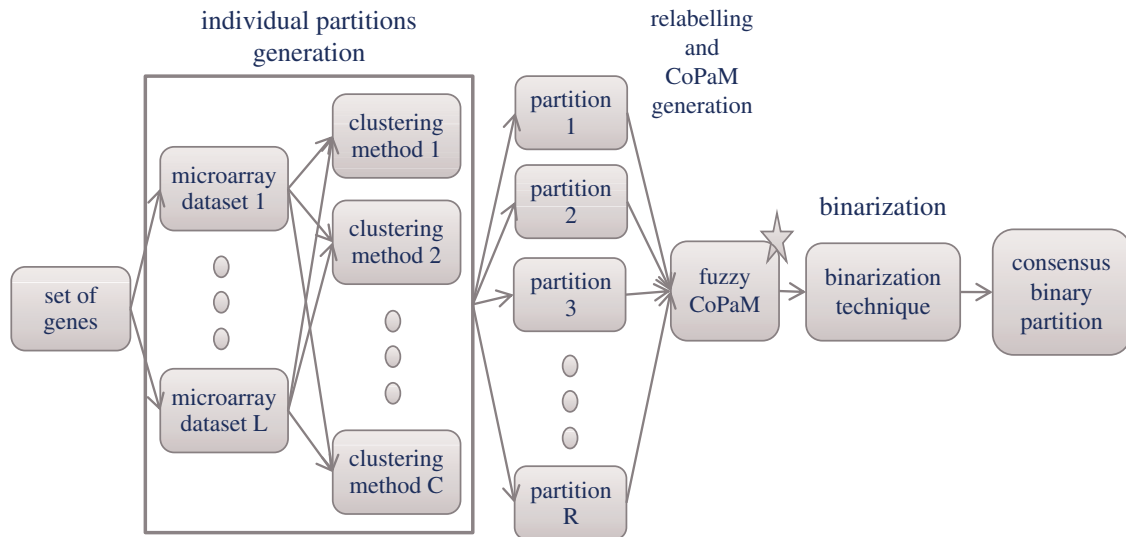 individual partitions
generation
relabelling
and
CoPaM
generation
binarization
set of
genes
microarray
dataset 1
microarray
dataset L
clustering
method 1
clustering
method 2
clustering
method C
partition
1
partition
2
partition
3
partition
R
fuzzy
CoPaM
binarization
technique
consensus
binary
partition